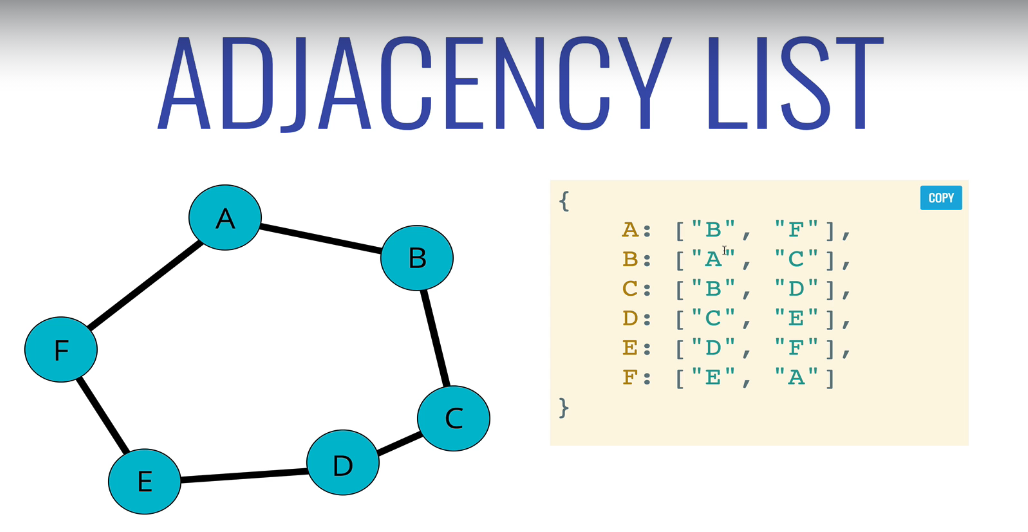 ADJACENCY LIST
A
B
F
C
D
E
COPY
{
A: ["B", "F"],
B: ["A", "C"],
C: ["B", "D"],
D: ["C", "E"],
E: ["D", "F"],
F: ["E", "A"]
}